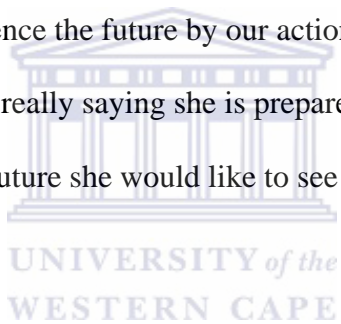 ence the future by our action
really saying she is prepare
uture she would like to see
UNIVERSITY of the
WESTERN CAPE